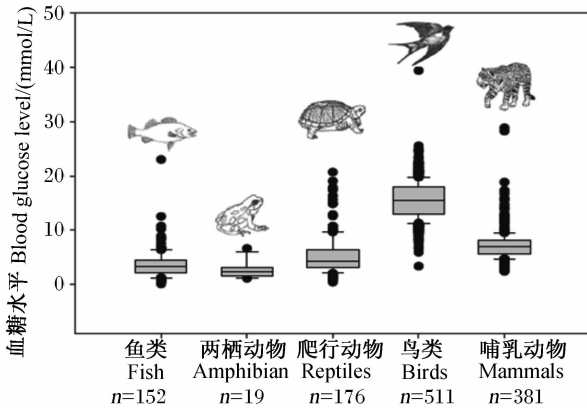 血糖水平 Blood glucose level/(mmol/L)
50
40
30
20
10
0
鱼类 两栖动物 爬行动物 鸟类 哺乳动物
Fish Amphibian Reptiles Birds Mammals
n=152 n=19 n=176 n=511 n=381